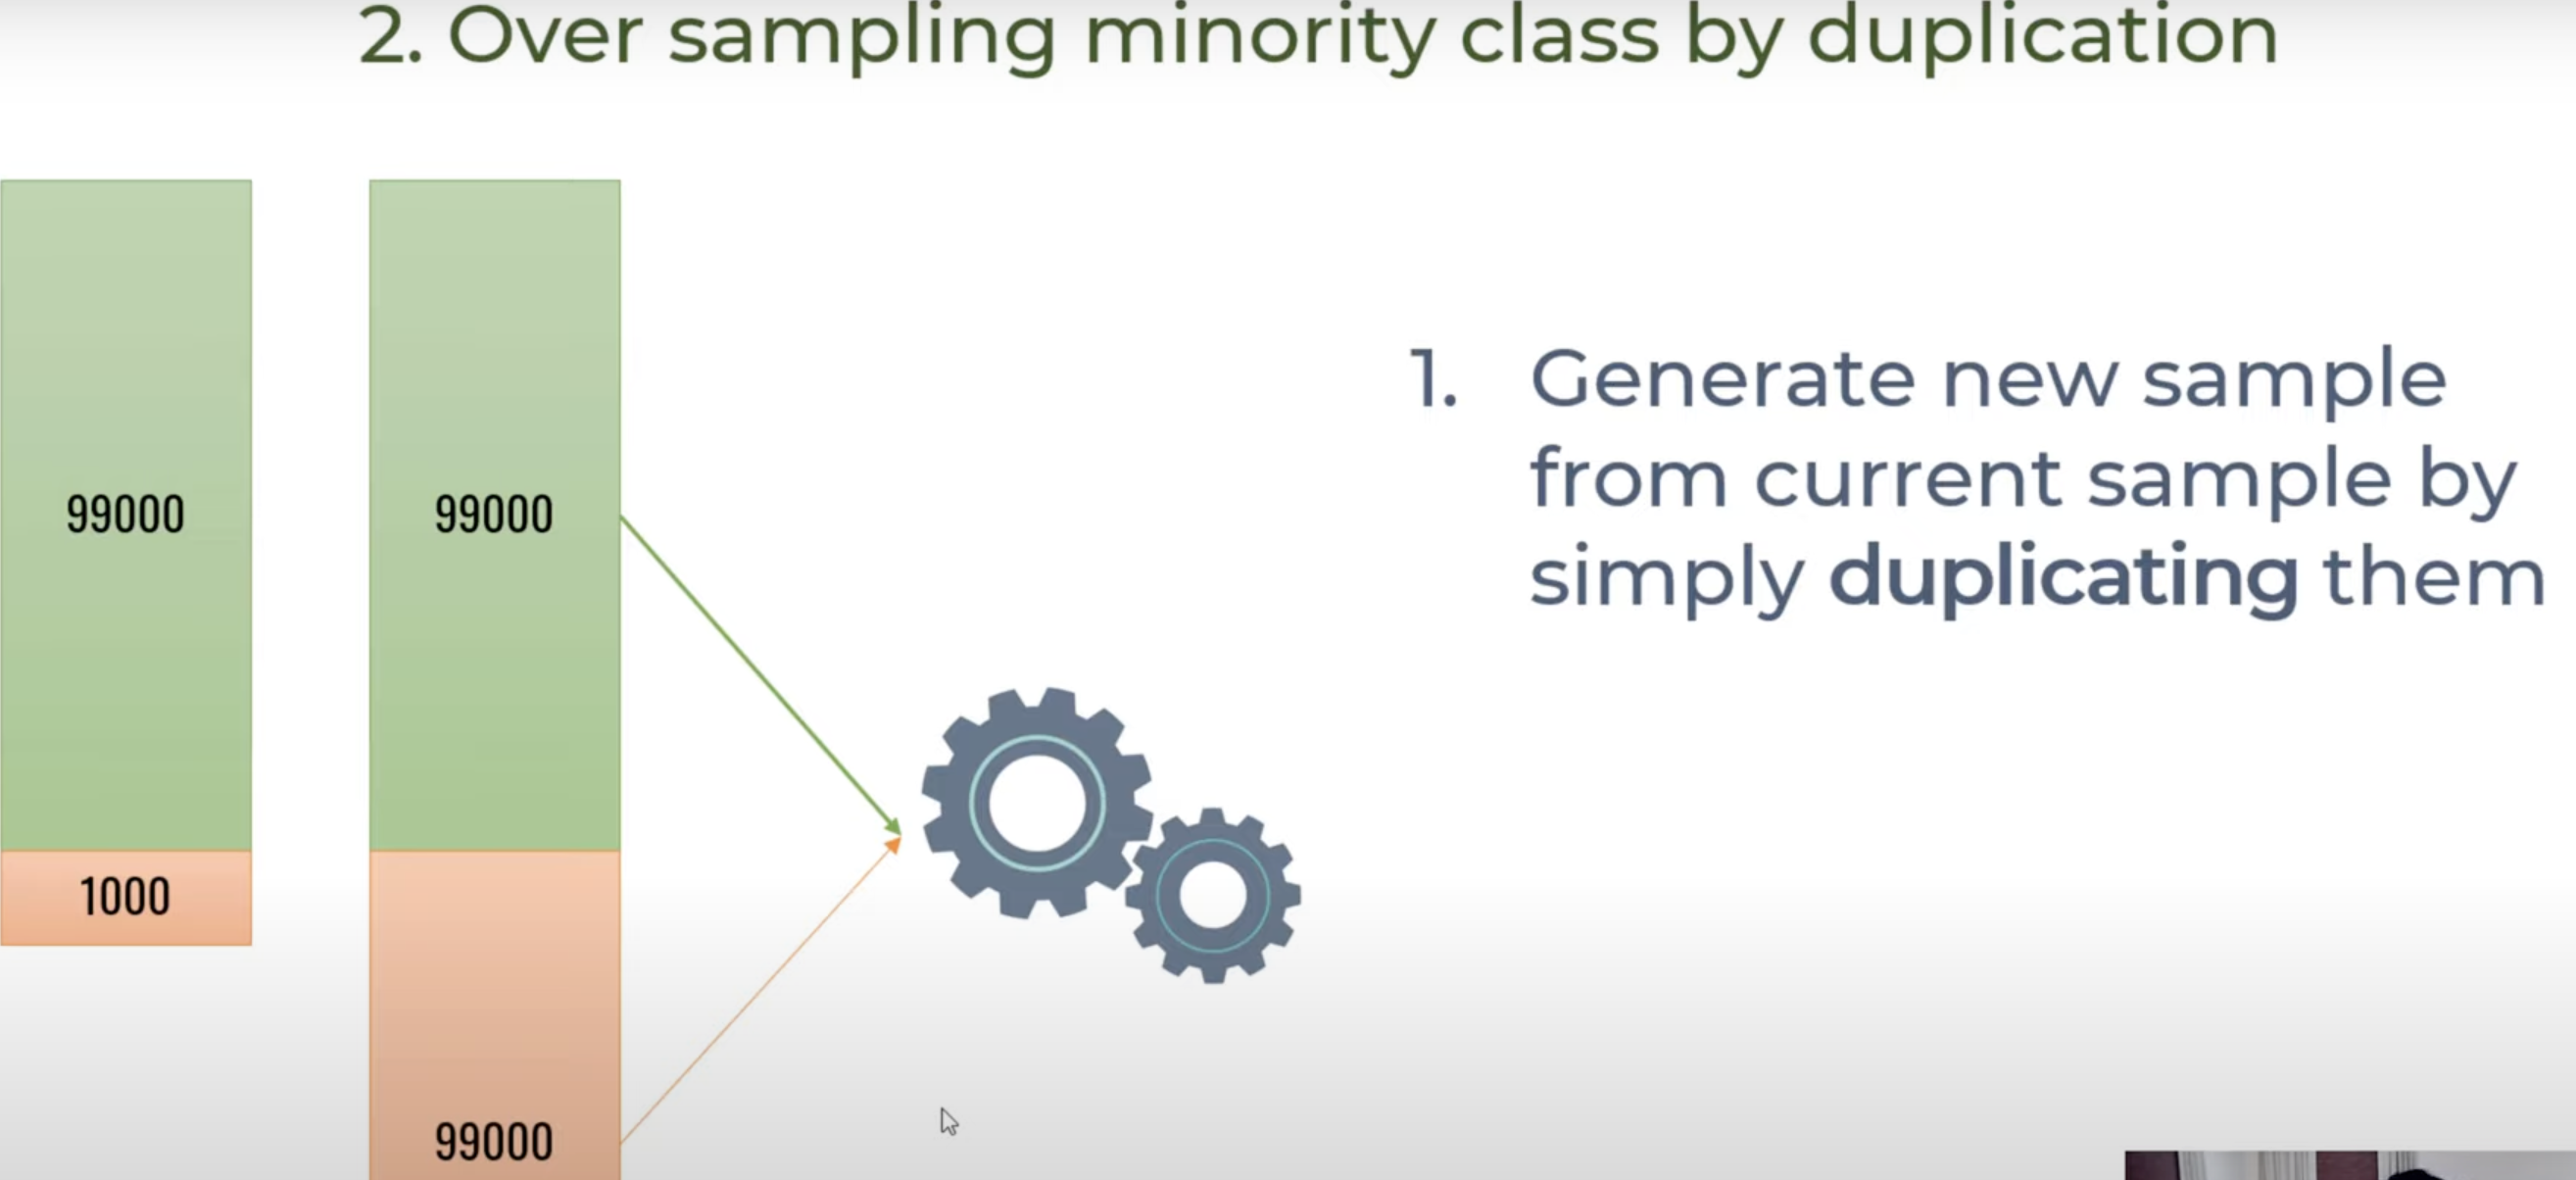 2. Over sampling minority class by duplication
99000
1000
99000
99000
1. Generate new sample
from current sample by
simply duplicating them